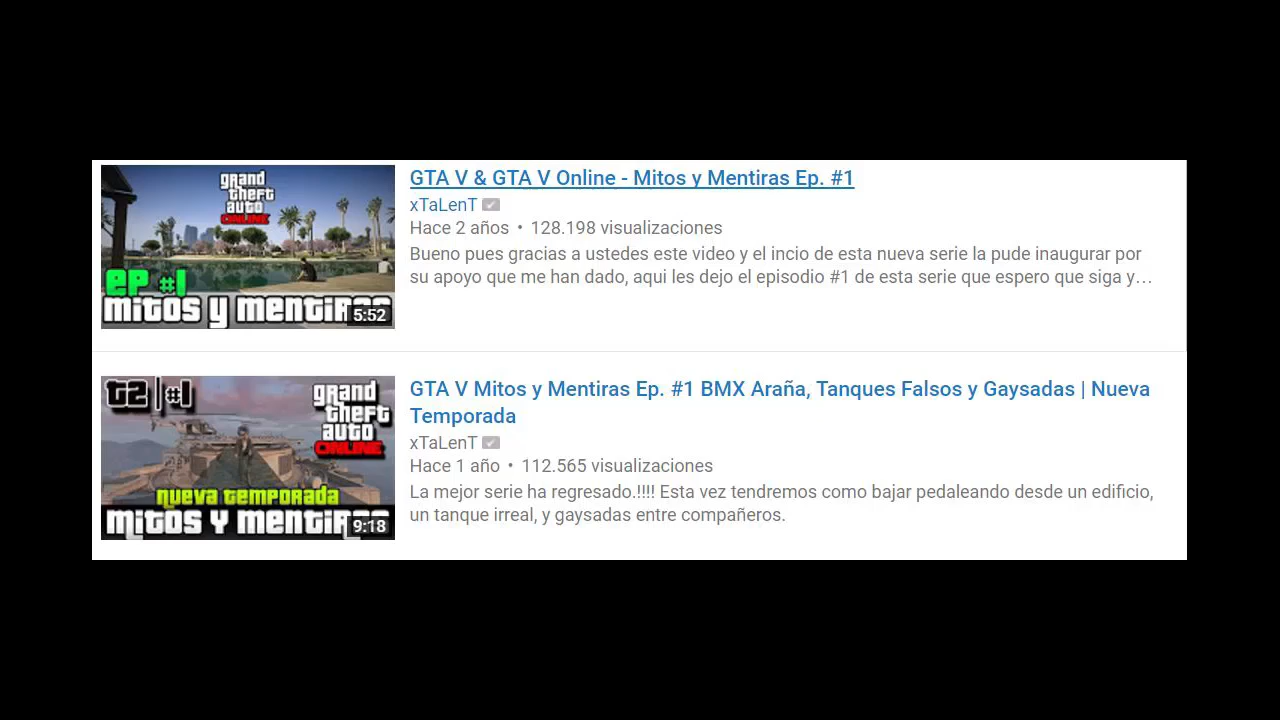 grand
theft
auto
ONLINE
EP #1
mitos y mentiras
5:52
GTA V & GTA V Online - Mitos y Mentiras Ep. #1
xTaLenT
Hace 2 años • 128.198 visualizaciones
Bueno pues gracias a ustedes este video y el incio de esta nueva serie la pude inaugurar por
su apoyo que me han dado, aqui les dejo el episodio #1 de esta serie que espero que siga y…
T2 | #1
grand
theft
auto
ONLINE
nueva temporada
mitos y mentiras
9:18
GTA V Mitos y Mentiras Ep. #1 BMX Araña, Tanques Falsos y Gaysadas | Nueva
Temporada
xTaLenT
Hace 1 año • 112.565 visualizaciones
La mejor serie ha regresado.!!!! Esta vez tendremos como bajar pedaleando desde un edificio,
un tanque irreal, y gaysadas entre compañeros.